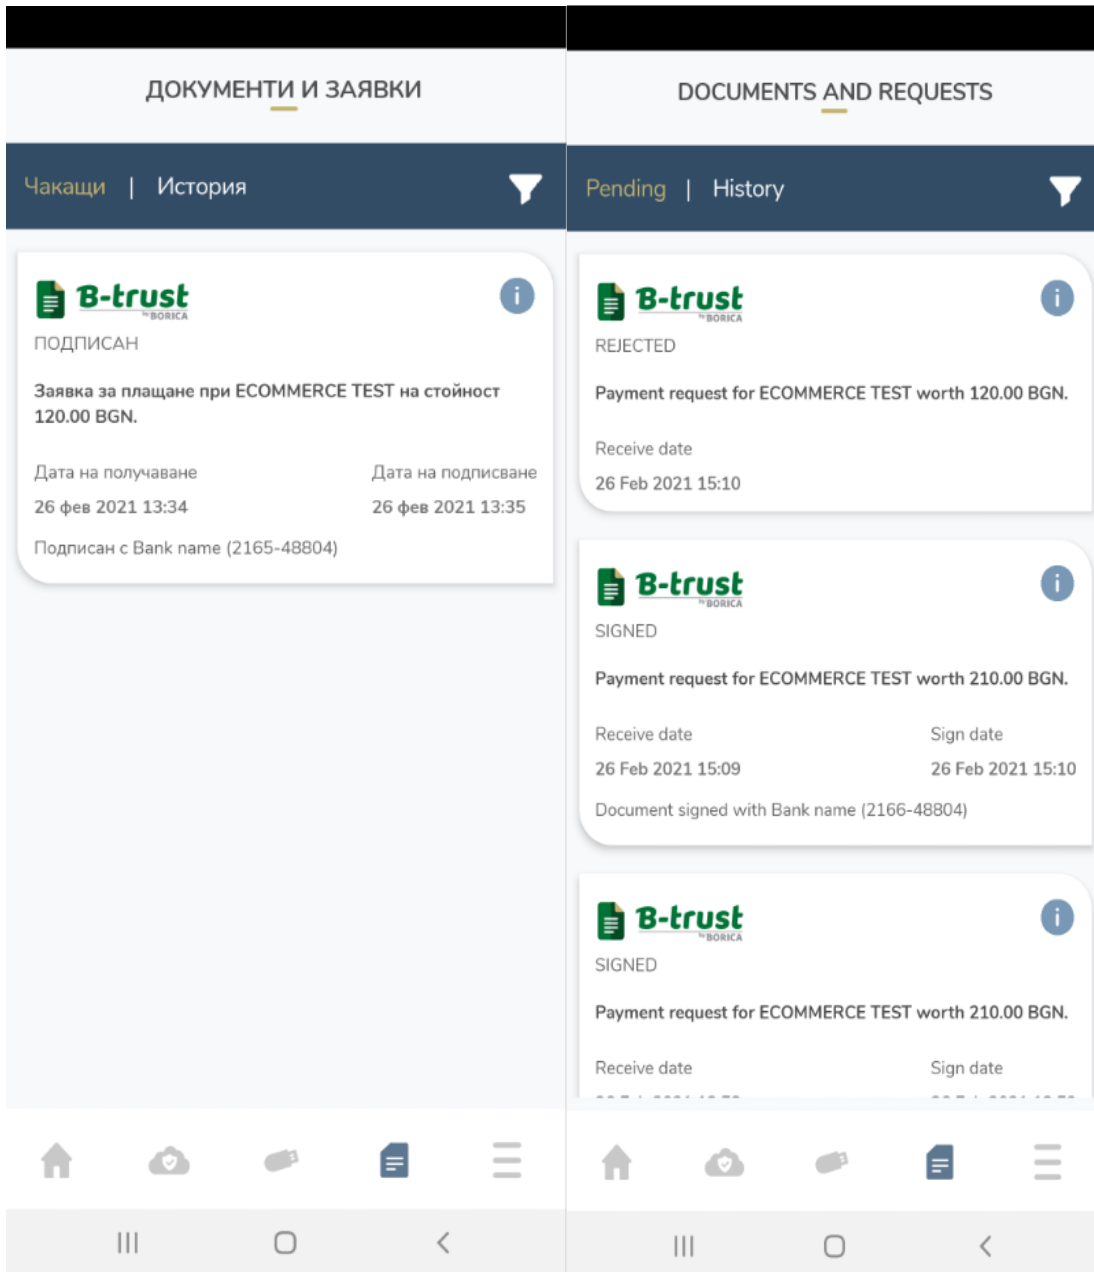 ДОКУМЕНТИ И ЗАЯВКИ
Чакащи | История
B-trust
by BORICA
ПОДПИСАН
Заявка за плащане при ECOMMERCE TEST на стойност
120.00 BGN.
Дата на получаване Дата на подписване
26 фев 2021 13:34 26 фев 2021 13:35
Подписан с Bank name (2165-48804)
DOCUMENTS AND REQUESTS
Pending | History
B-trust
by BORICA
REJECTED
Payment request for ECOMMERCE TEST worth 120.00 BGN.
Receive date
26 Feb 2021 15:10
B-trust
by BORICA
SIGNED
Payment request for ECOMMERCE TEST worth 210.00 BGN.
Receive date Sign date
26 Feb 2021 15:09 26 Feb 2021 15:10
Document signed with Bank name (2166-48804)
B-trust
by BORICA
SIGNED
Payment request for ECOMMERCE TEST worth 210.00 BGN.
Receive date Sign date